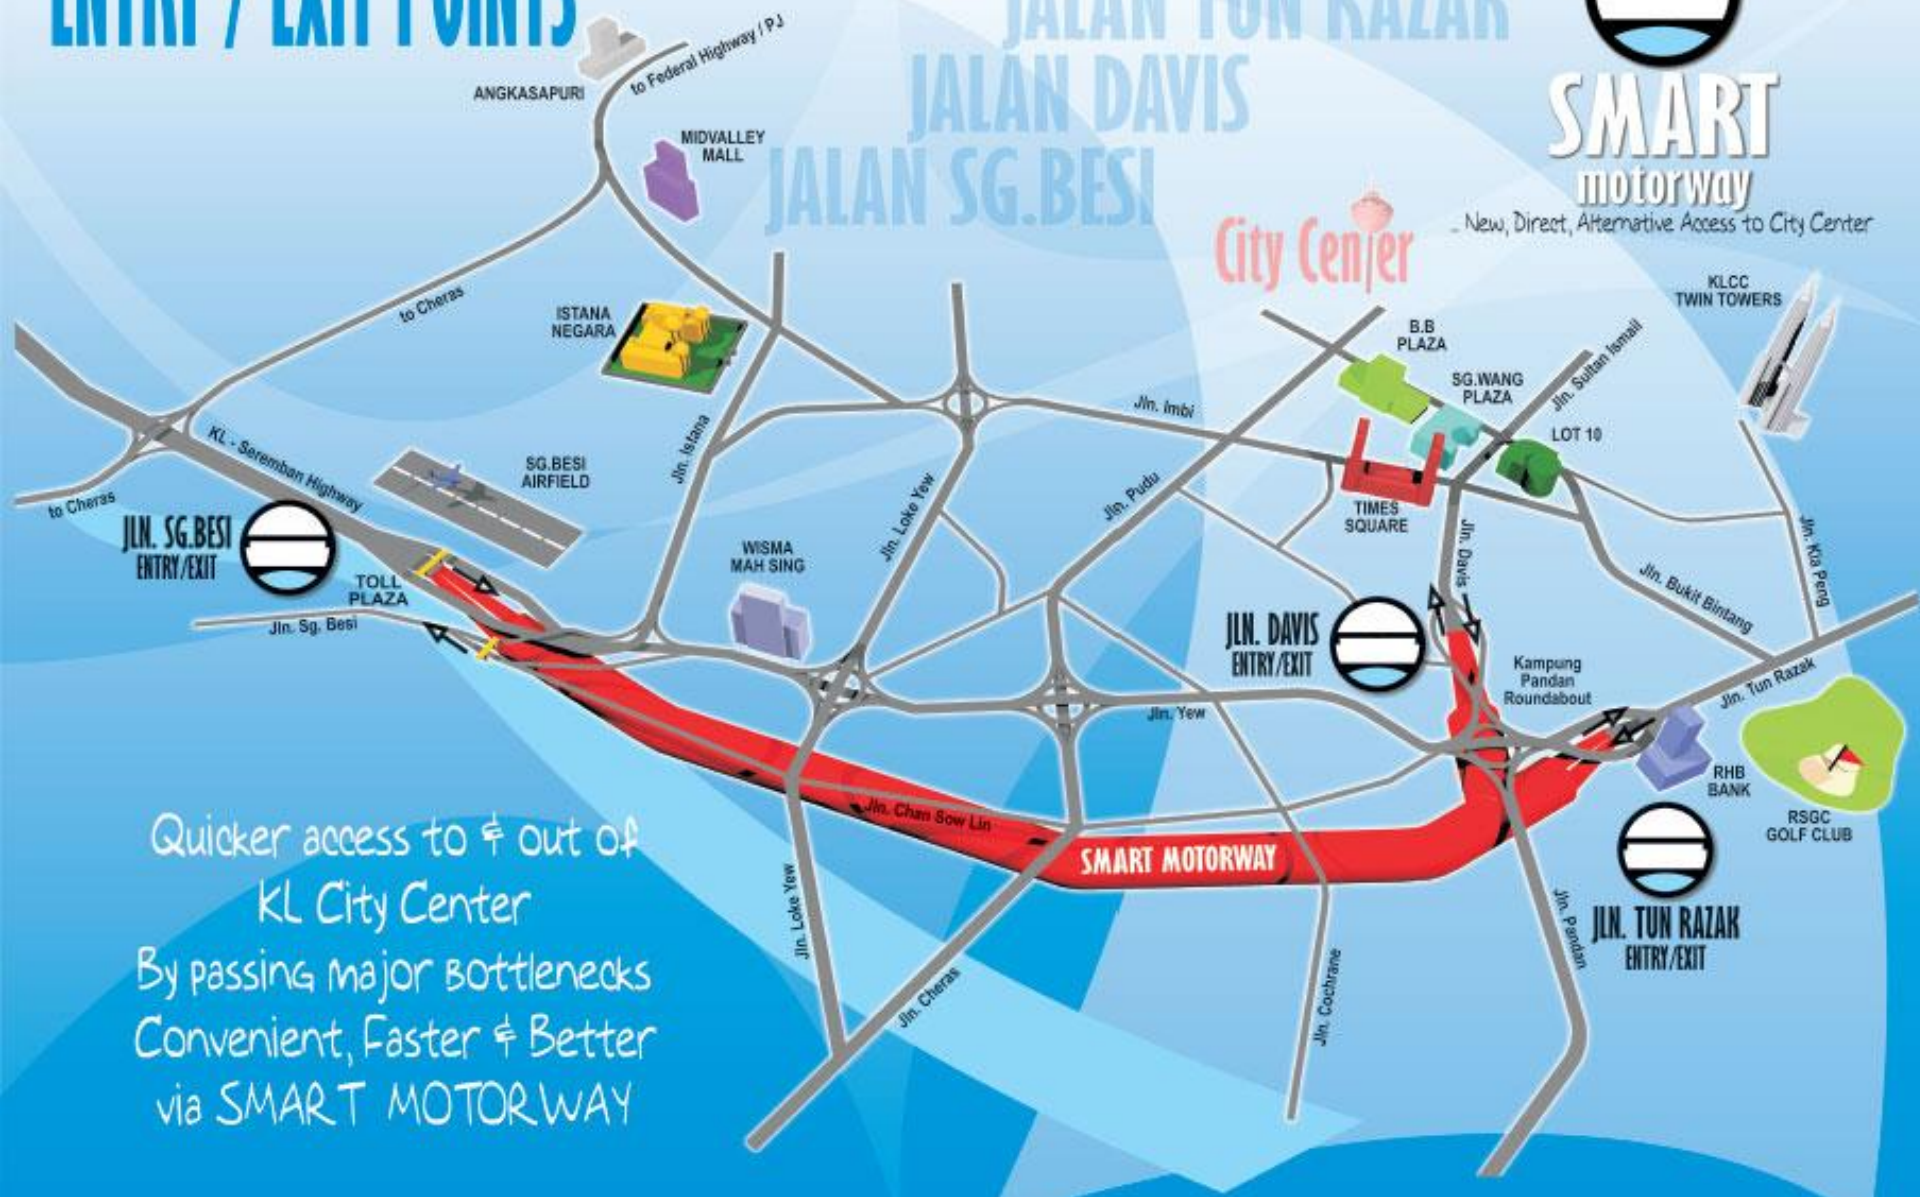 ENTRY / EXIT POINTS
JALAN TUN RAZAK
JALAN DAVIS
JALAN SG.BESI
SMART
motorway
.. New, Direct, Alternative Access to City Center
City Center
ANGKASAPURI
to Federal Highway / PJ
MIDVALLEY
MALL
to Cheras
ISTANA
NEGARA
KLCC
TWIN TOWERS
B.B
PLAZA
SG.WANG
PLAZA
Jln. Sultan Ismail
LOT 10
Jln. Imbi
KL - Seremban Highway
to Cheras
SG.BESI
AIRFIELD
Jln. Istana
Jln. Loke Yew
Jln. Pudu
TIMES
SQUARE
Jln. Davis
Jln. Kia Peng
Jln. Bukit Bintang
JLN. SG.BESI
ENTRY/EXIT
TOLL
PLAZA
Jln. Sg. Besi
WISMA
MAH SING
JLN. DAVIS
ENTRY/EXIT
Kampung
Pandan
Roundabout
Jln. Tun Razak
Jln. Yew
RHB
BANK
RSGC
GOLF CLUB
Jln. Chan Sow Lin
SMART MOTORWAY
Jln. Loke Yew
Jln. Cheras
Jln. Cochrane
Jln. Pandan
JLN. TUN RAZAK
ENTRY/EXIT
Quicker access to & out of
KL City Center
By passing major Bottlenecks
Convenient, Faster & Better
via SMART MOTORWAY